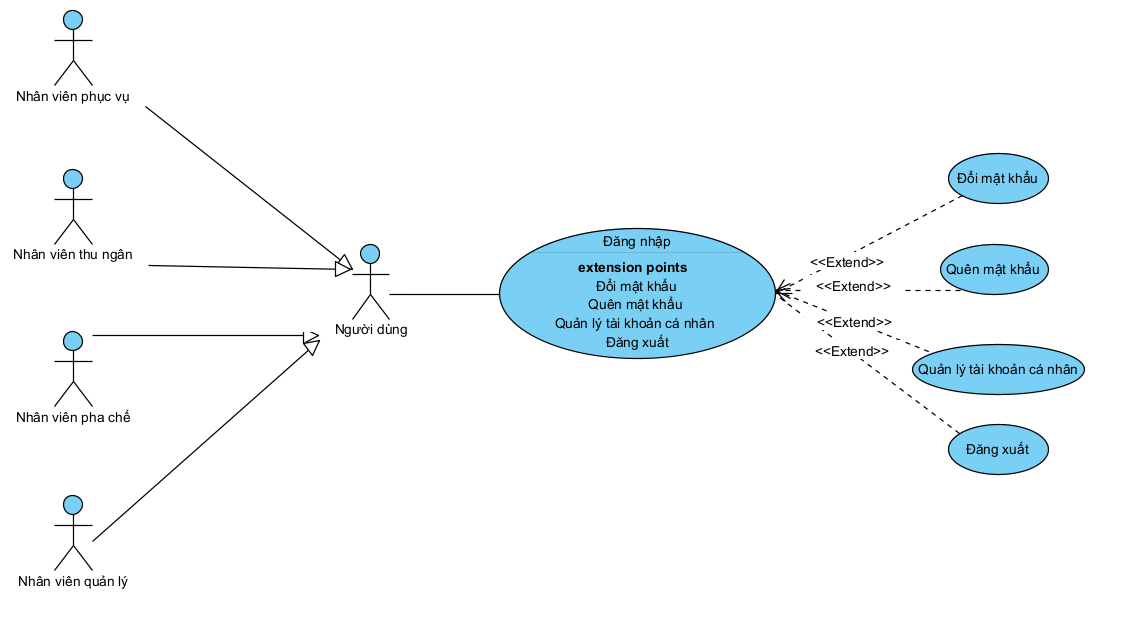 Nhân viên phục vụ
Nhân viên thu ngân
Nhân viên pha chế
Nhân viên quản lý
Người dùng
Đăng nhập
extension points
Đổi mật khẩu
Quên mật khẩu
Quản lý tài khoản cá nhân
Đăng xuất
<<Extend>>
<<Extend>>
<<Extend>>
<<Extend>>
Đổi mật khẩu
Quên mật khẩu
Quản lý tài khoản cá nhân
Đăng xuất